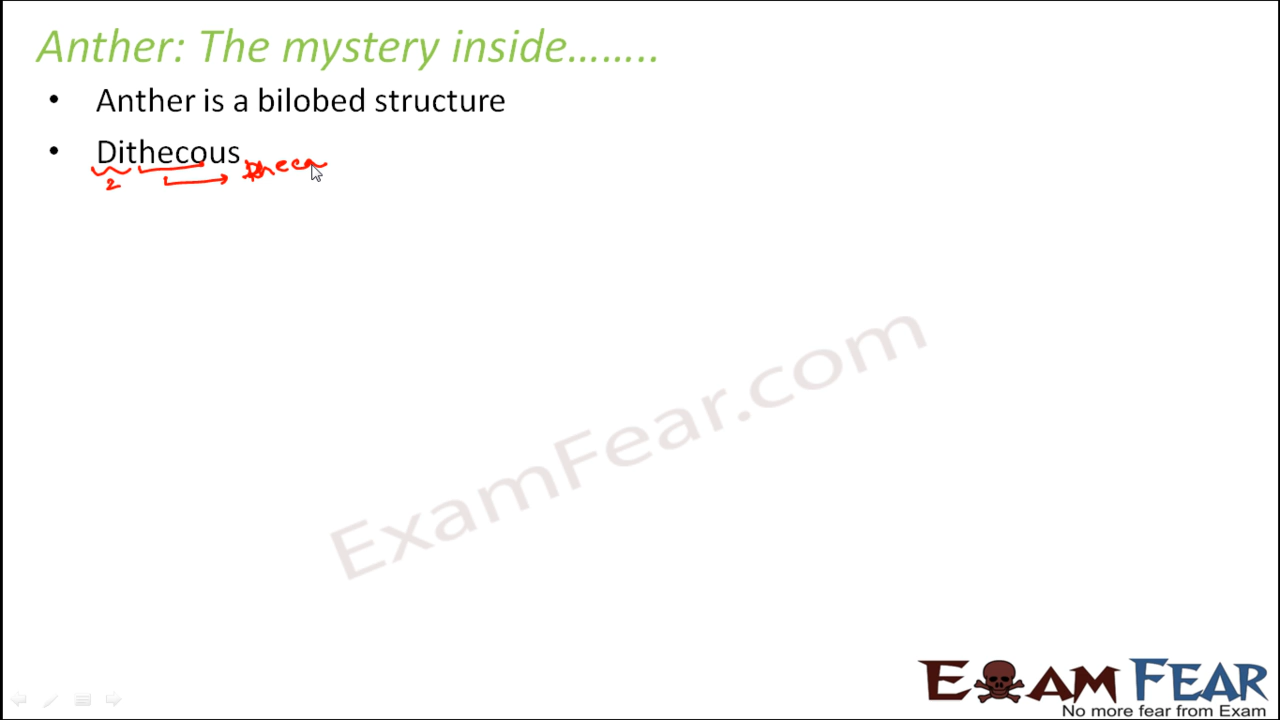 Anther: The mystery inside……..
• Anther is a bilobed structure
• Dithecous
2
theca
ExamFear.com
EXAM FEAR
No more fear from Exam